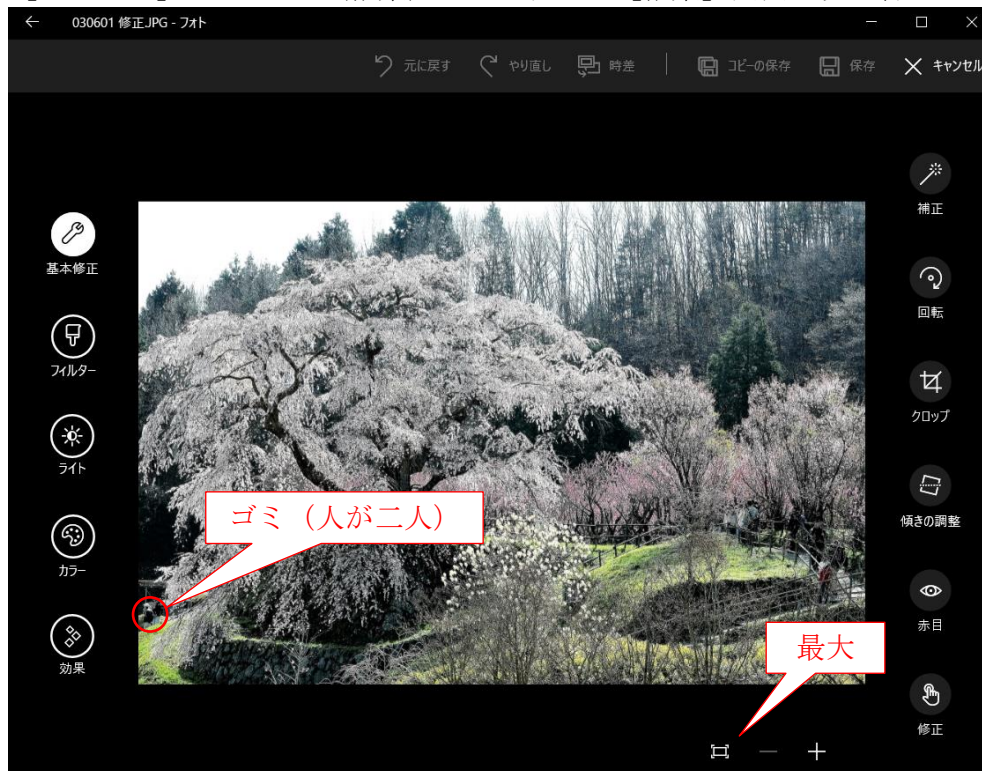 030601 修正.JPG - フォト
元に戻す
やり直し
時差
コピーの保存
保存
キャンセル
補正
基本修正
回転
フィルター
クロップ
ライト
ゴミ（人が二人）
傾きの調整
カラー
赤目
最大
効果
修正